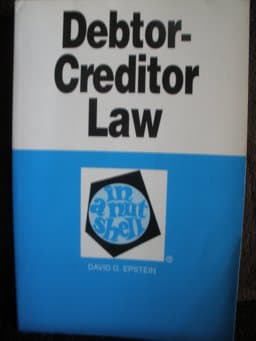 Debtor-
Creditor
Law
in
a nut
shell
®
DAVID G. EPSTEIN